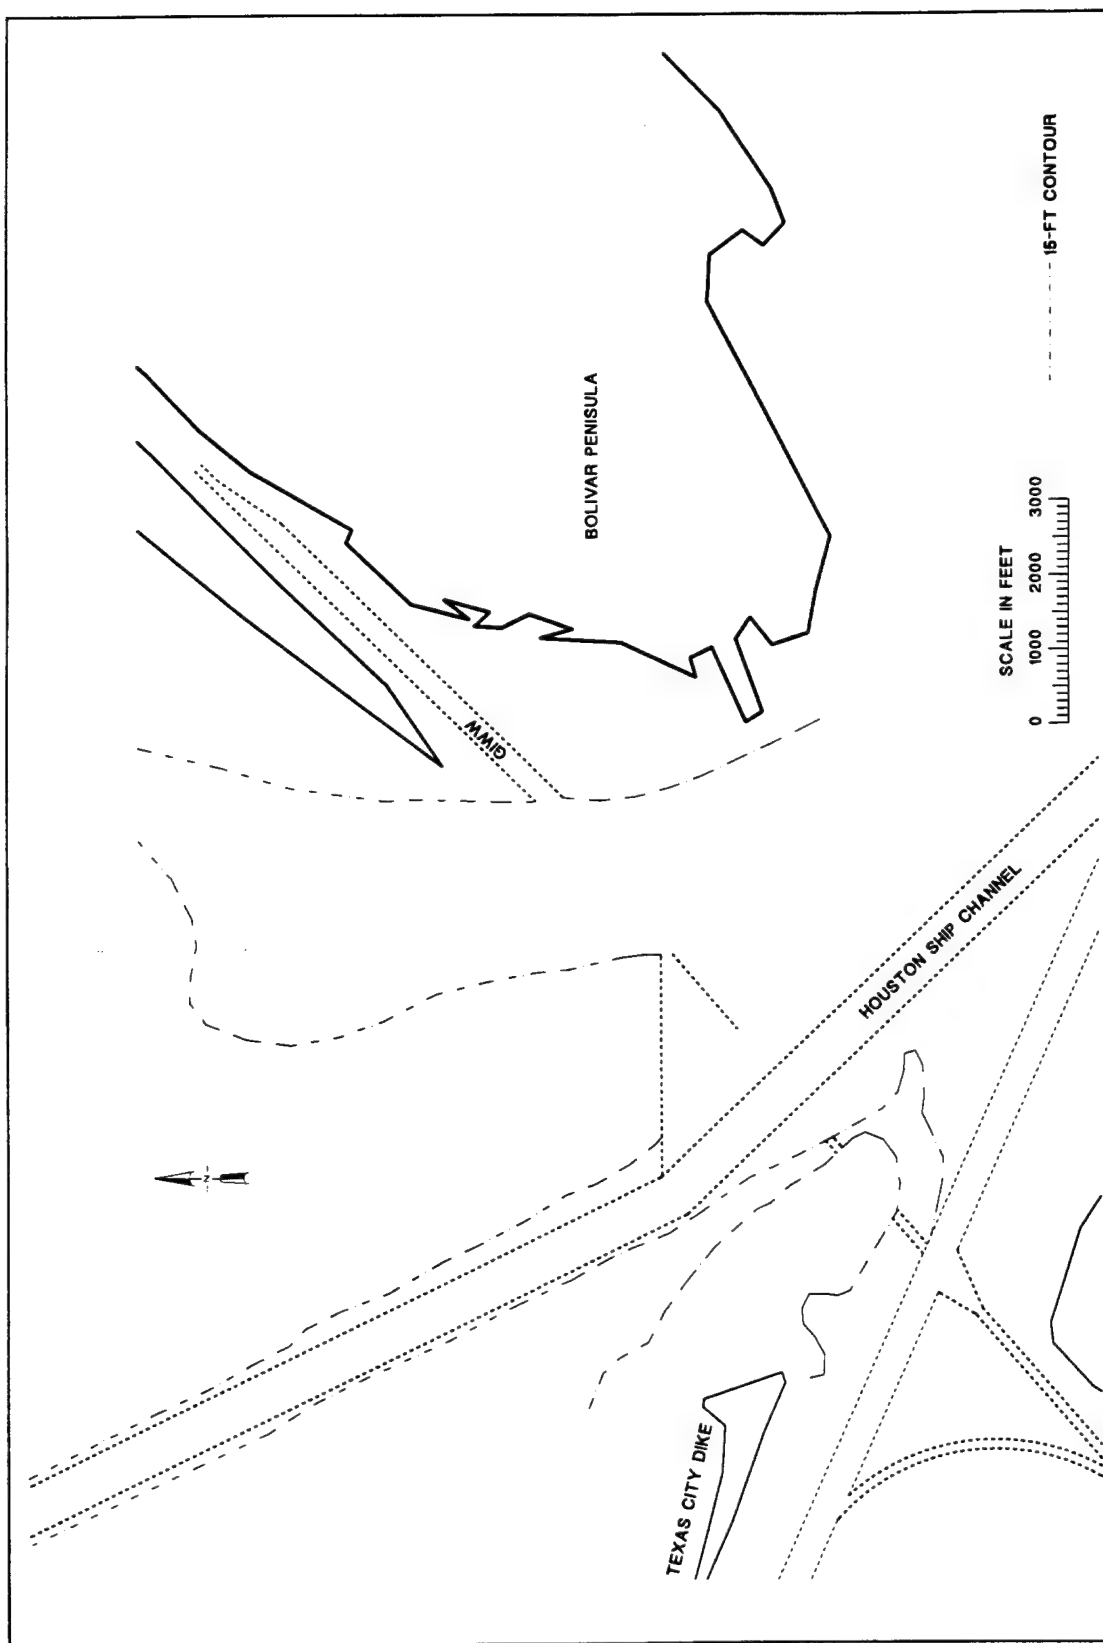 BOLIVAR PENISULA
GIWW
HOUSTON SHIP CHANNEL
TEXAS CITY DIKE
N
SCALE IN FEET
0 1000 2000 3000
15-FT CONTOUR